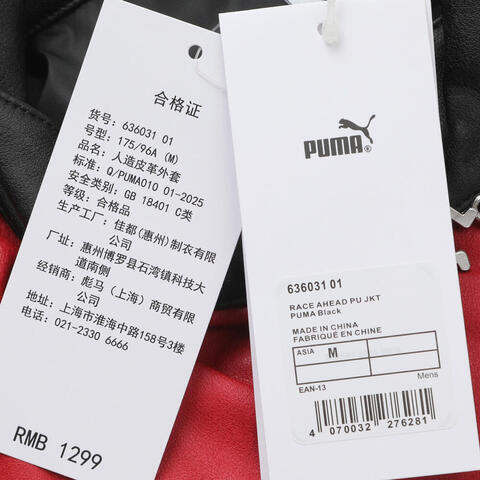 合格证
货号: 636031 01
号型: 175/96A (M)
品名: 人造皮革外套
标准: Q/PUMA010 01-2025
安全类别: GB 18401 C类
等级: 合格品
生产工厂: 佳都(惠州)制衣有限
公司
厂址: 惠州博罗县石湾镇科技大
道南侧
经销商: 彪马（上海）商贸有限
公司
地址: 上海市淮海中路158号3楼
电话: 021-2330 6666
RMB 1299
PUMA®
636031 01
RACE AHEAD PU JKT
PUMA Black
MADE IN CHINA
FABRIQUÉ EN CHINE
ASIA M
EAN-13 Mens
4 070032 276281